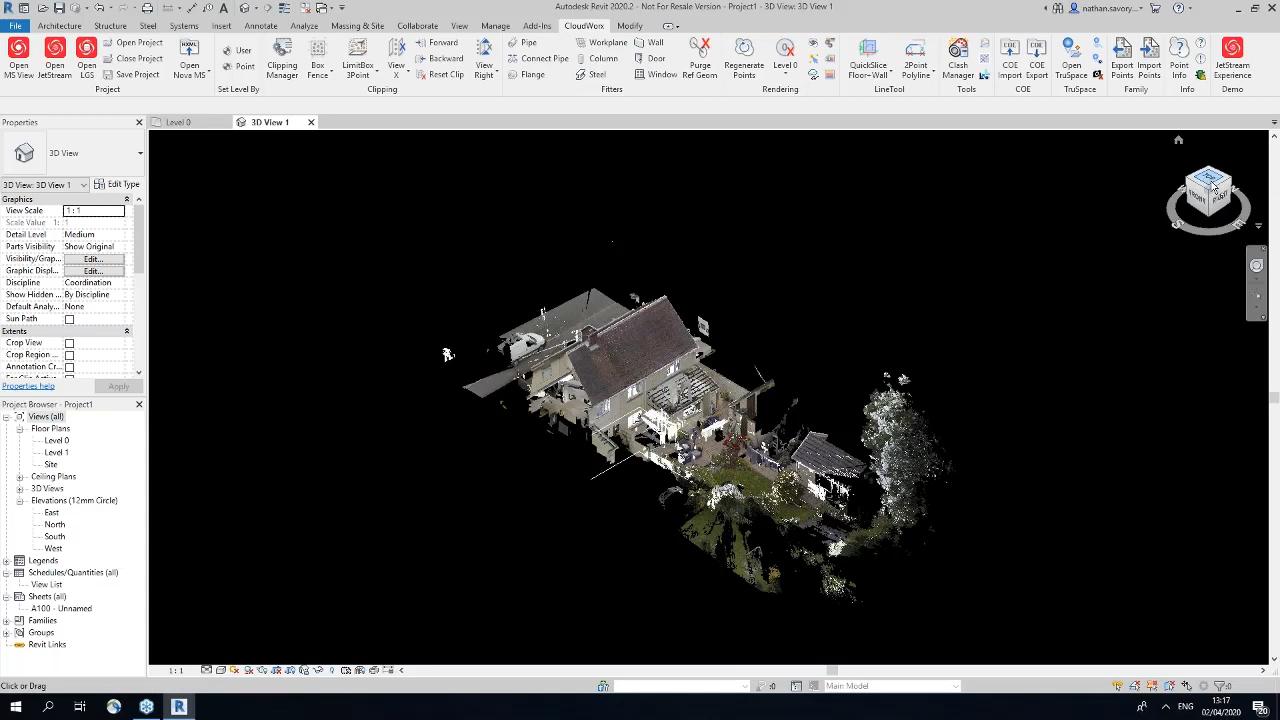 Autodesk Revit 2020.2 - Not For Resale Version - Project1 - 3D View: 3D View 1
nathan.savory...
File Architecture Structure Steel Systems Insert Annotate Analyze Massing & Site Collaborate View Manage Add-Ins CloudWorx Modify
Open MS View
Open JetStream
Open LGS
Open Project
Close Project
Save Project
Open Nova MS
User
Point
Clipping Manager
Box Fence
LimitBox 3Point
View X
Forward
Backward
Reset Clip
View Right
Pipe
Connect Pipe
Flange
Workplane
Column
Steel
Wall
Door
Window
Purge Ref Geom
Regenerate Points
Level 0
QuickSlice Floor+Wall
2Point Polyline
Clash Manager
COE Import
COE Export
Open TruSpace
Export Points
Import Points
Point Info
JetStream Experience
Project Set Level By Clipping Fitters Rendering LineTool Tools COE TruSpace Family Info Demo
Properties
Level 0
3D View 1
3D View
3D View: 3D View 1 Edit Type
Graphics
View Scale 1 : 1
Scale Value 1: 1
Detail Level Medium
Parts Visibility Show Original
Visibility/Grap... Edit...
Graphic Displ... Edit...
Discipline Coordination
Show Hidden ... By Discipline
Default Analy... None
Sun Path
Extents
Crop View
Crop Region ...
Annotation Cr...
Properties help Apply
Project Browser - Project1
Views (all)
Floor Plans
Level 0
Level 1
Site
Ceiling Plans
3D Views
Elevations (12mm Circle)
East
North
South
West
Legends
Schedules/Quantities (all)
View List
Sheets (all)
A100 - Unnamed
Families
Groups
Revit Links
FRONT RIGHT
1 : 1
Click or Drag
:0
Main Model
:0
ENG
13:17
02/04/2020
20